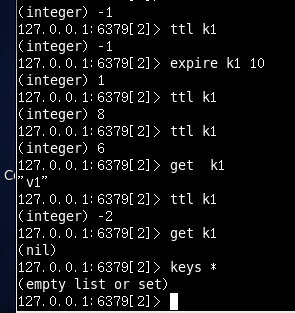 (integer) -1
127.0.0.1:6379[2]> ttl k1
(integer) -1
127.0.0.1:6379[2]> expire k1 10
(integer) 1
127.0.0.1:6379[2]> ttl k1
(integer) 8
127.0.0.1:6379[2]> ttl k1
(integer) 6
127.0.0.1:6379[2]> get  k1
"v1"
127.0.0.1:6379[2]> ttl k1
(integer) -2
127.0.0.1:6379[2]> get k1
(nil)
127.0.0.1:6379[2]> keys *
(empty list or set)
127.0.0.1:6379[2]>